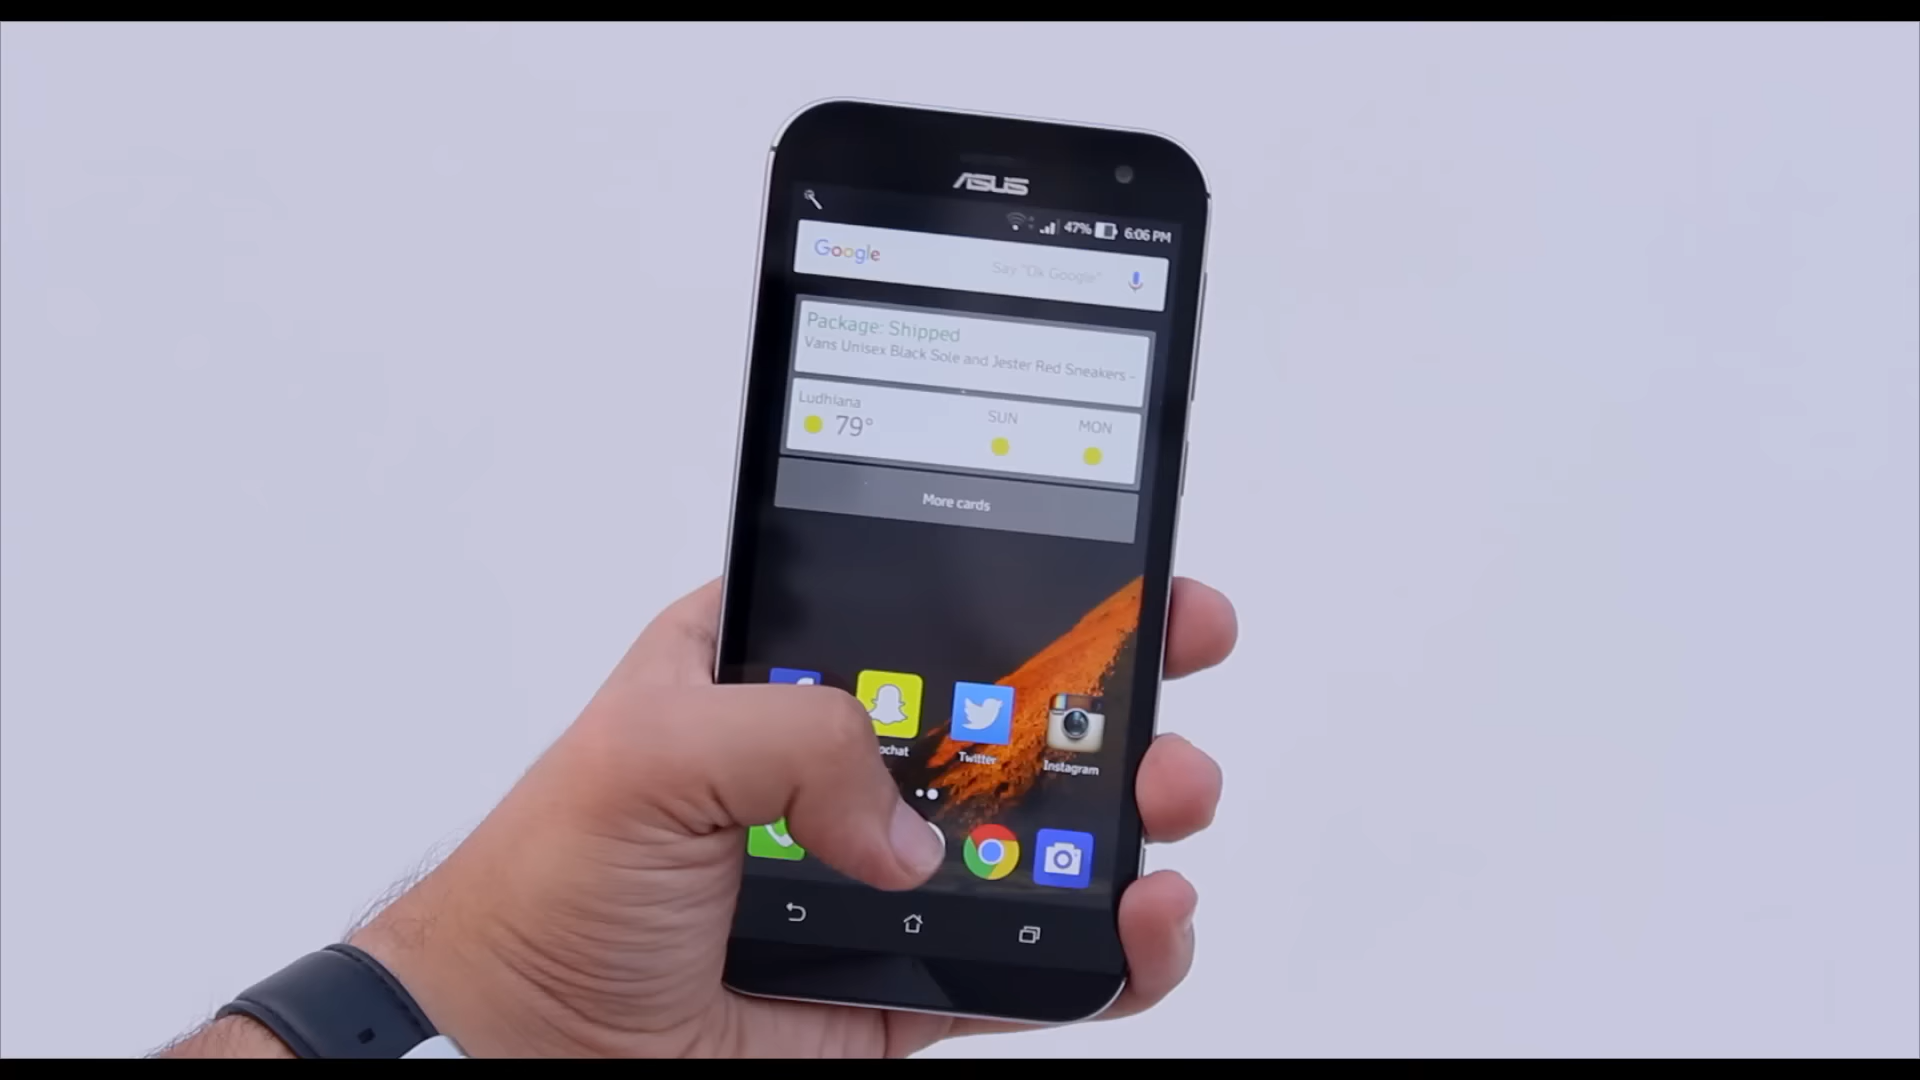 ASUS
47% 6:06 PM
Google Say "Ok Google"
Package: Shipped
Vans Unisex Black Sole and Jester Red Sneakers -
Ludhiana
79° SUN MON
More cards
pchat Twitter Instagram